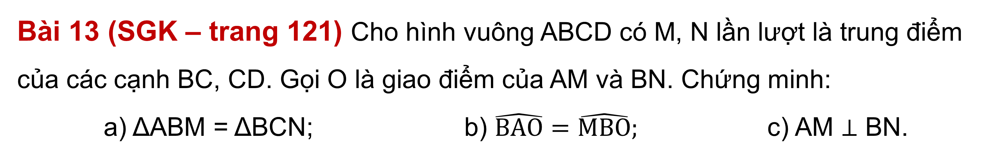 Bài 13 (SGK – trang 121) Cho hình vuông ABCD có M, N lần lượt là trung điểm
của các cạnh BC, CD. Gọi O là giao điểm của AM và BN. Chứng minh:
a) ΔABM = ΔBCN; b) \widehat{BAO} = \widehat{MBO}; c) AM ⊥ BN.